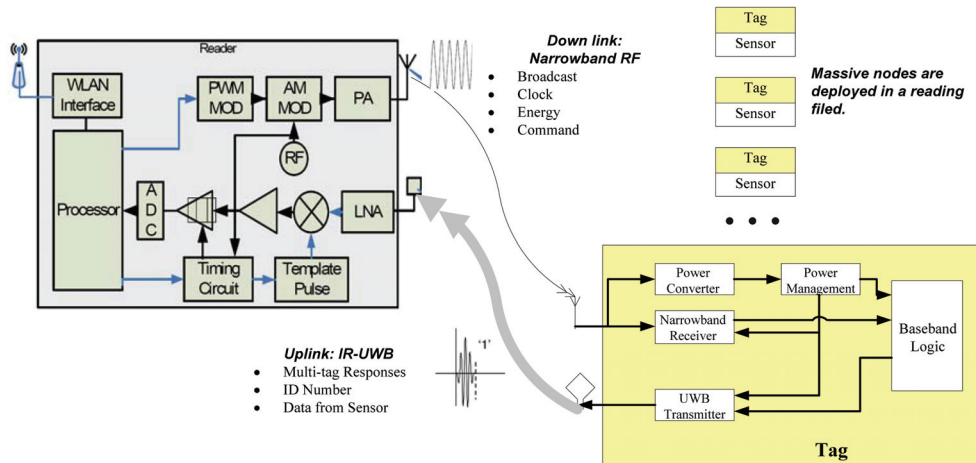 Reader
WLAN
Interface
PWM
MOD
AM
MOD
PA
RF
Processor
A
D
C
LNA
Timing
Circuit
Template
Pulse
Down link:
Narrowband RF
• Broadcast
• Clock
• Energy
• Command
Uplink: IR-UWB
• Multi-tag Responses
• ID Number
• Data from Sensor
'1'
Tag
Sensor
Tag
Sensor
Tag
Sensor
• • •
Massive nodes are
deployed in a reading
filed.
Power
Converter
Power
Management
Narrowband
Receiver
Baseband
Logic
UWB
Transmitter
Tag